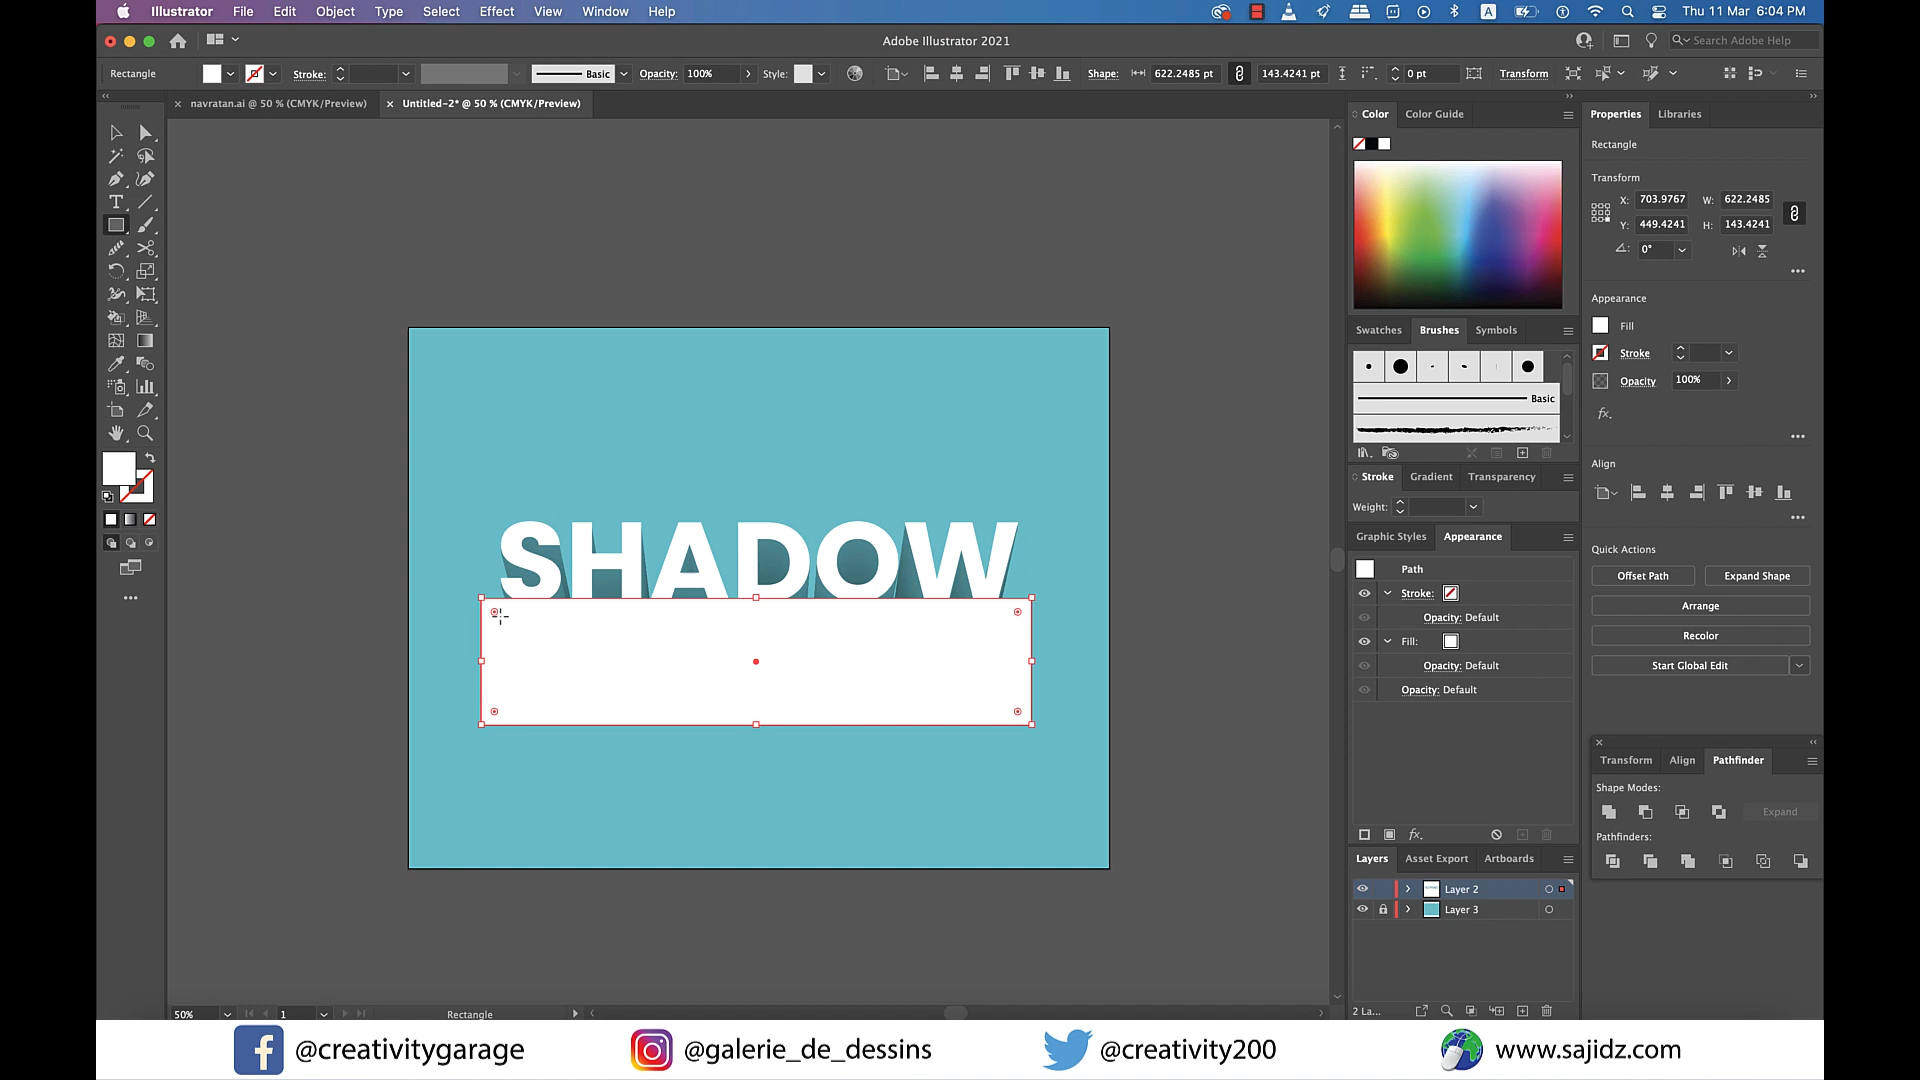 Illustrator File Edit Object Type Select Effect View Window Help
A
Thu 11 Mar 6:04 PM
Adobe Illustrator 2021
Search Adobe Help
Rectangle
Stroke:
Basic
Opacity: 100%
Style:
Shape: 622.2485 pt 143.4241 pt 0 pt Transform
navratan.ai @ 50 % (CMYK/Preview)
Untitled-2* @ 50 % (CMYK/Preview)
Color Color Guide
Properties Libraries
Rectangle
Transform
X: 703.9767 W: 622.2485
Y: 449.4241 H: 143.4241
0°
Appearance
Fill
Stroke
Opacity 100%
fx.
Align
Quick Actions
Offset Path Expand Shape
Arrange
Recolor
Start Global Edit
Swatches Brushes Symbols
Basic
Stroke Gradient Transparency
Weight:
Graphic Styles Appearance
Path
Stroke:
Opacity: Default
Fill:
Opacity: Default
Opacity: Default
fx.
SHADOW
Transform Align Pathfinder
Shape Modes:
Expand
Pathfinders:
Layers Asset Export Artboards
Layer 2
Layer 3
2 La...
50% 1 Rectangle
@creativitygarage @galerie_de_dessins @creativity200 www.sajidz.com